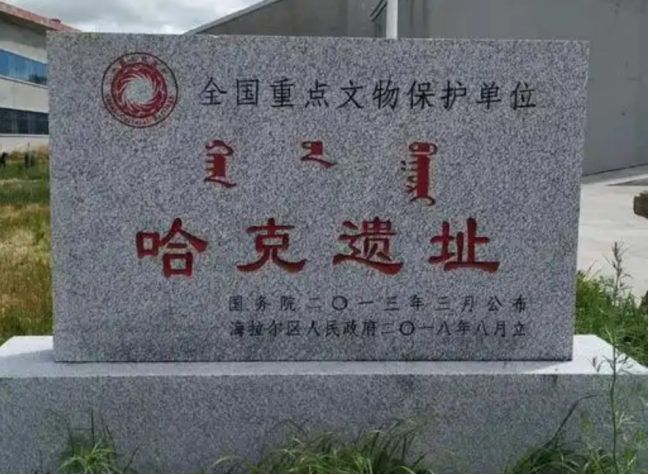 全国重点文物保护单位
哈克遗址
国务院二〇一三年三月公布
海拉尔区人民政府二〇一八年八月立